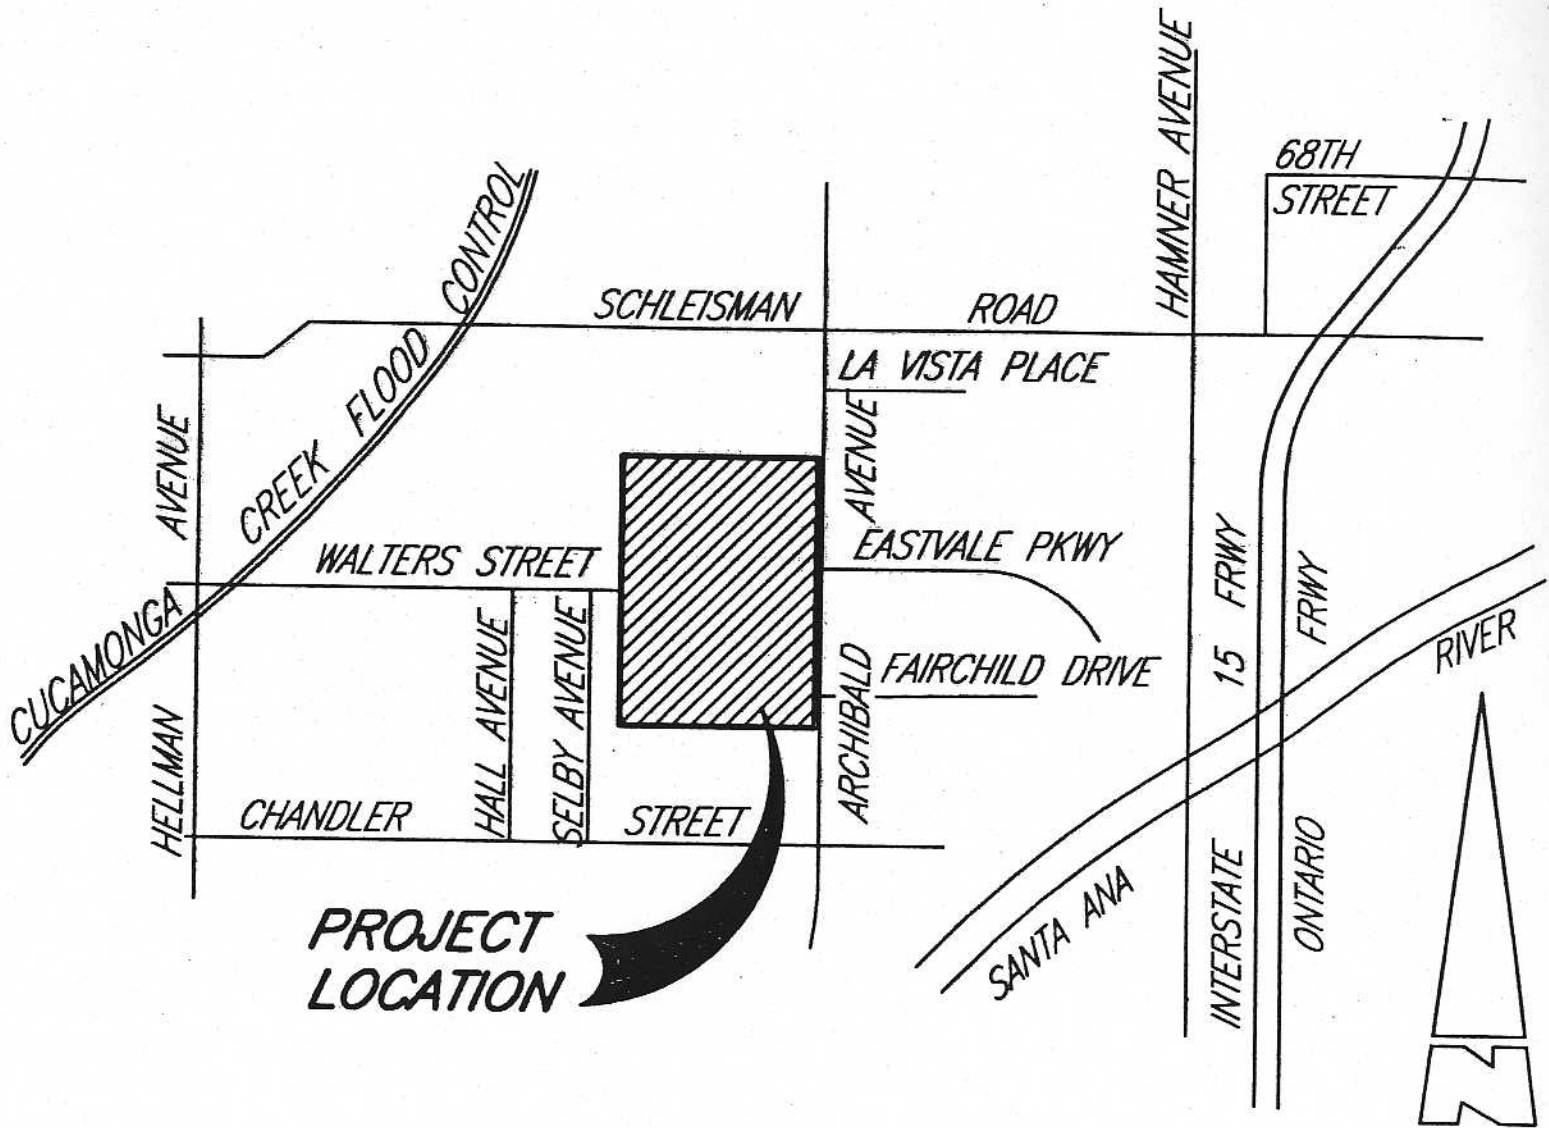 HAMNER AVENUE
68TH
STREET
CUCAMONGA CREEK FLOOD CONTROL
SCHLEISMAN ROAD
LA VISTA PLACE
HELLMAN AVENUE
ARCHIBALD AVENUE
WALTERS STREET
EASTVALE PKWY
HALL AVENUE
SELBY AVENUE
FAIRCHILD DRIVE
INTERSTATE 15 FRWY
ONTARIO FRWY
SANTA ANA RIVER
CHANDLER STREET
PROJECT
LOCATION
N